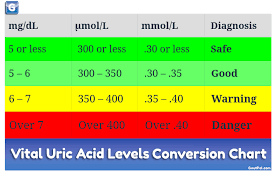 mg/dL µmol/L mmol/L Diagnosis
5 or less 300 or less .30 or less Safe
5 – 6 300 – 350 .30 – .35 Good
6 – 7 350 – 400 .35 – .40 Warning
Over 7 Over 400 Over .40 Danger
Vital Uric Acid Levels Conversion Chart
GoutPal.com